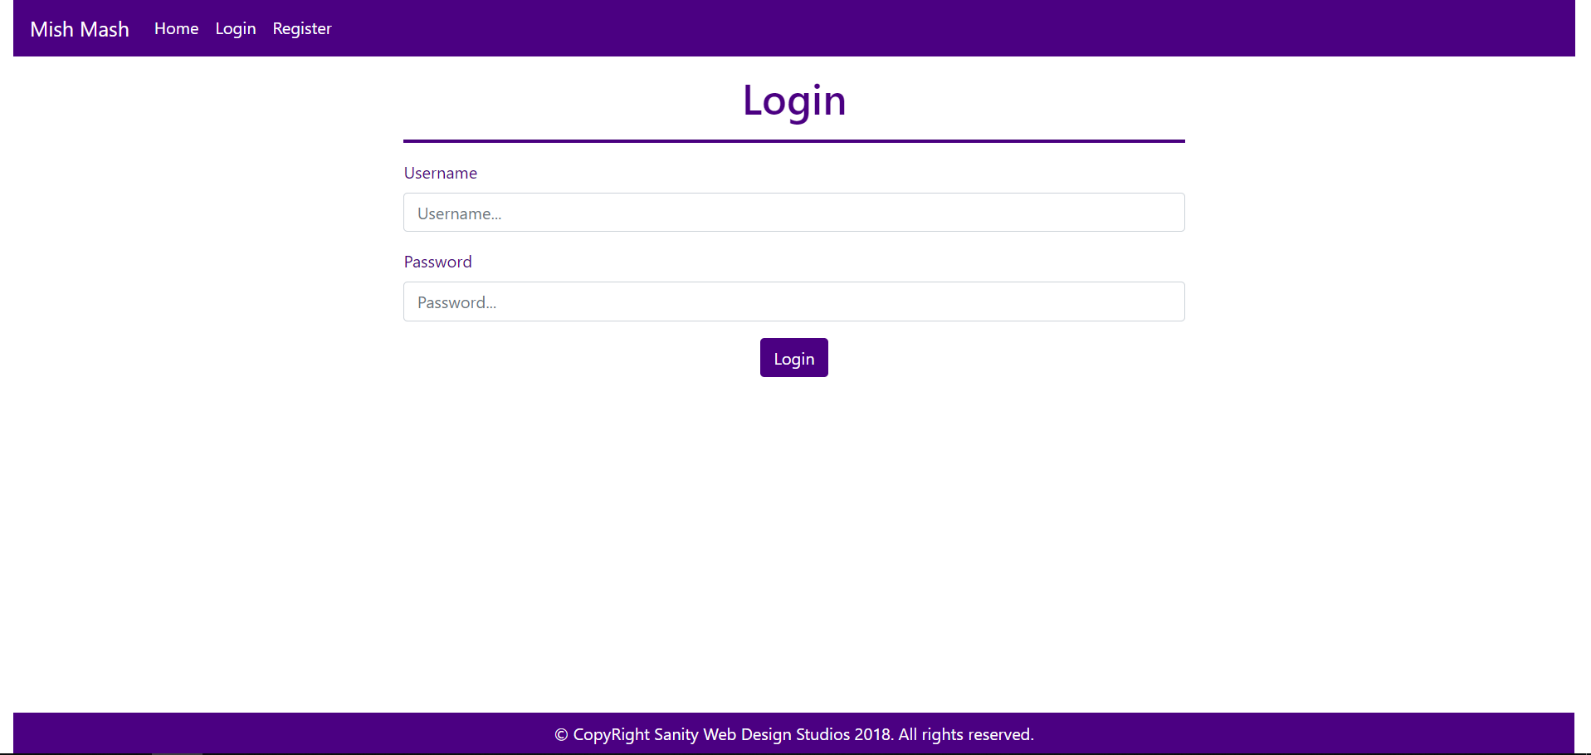 Mish Mash Home Login Register
Login
Username
Username...
Password
Password...
Login
© CopyRight Sanity Web Design Studios 2018. All rights reserved.